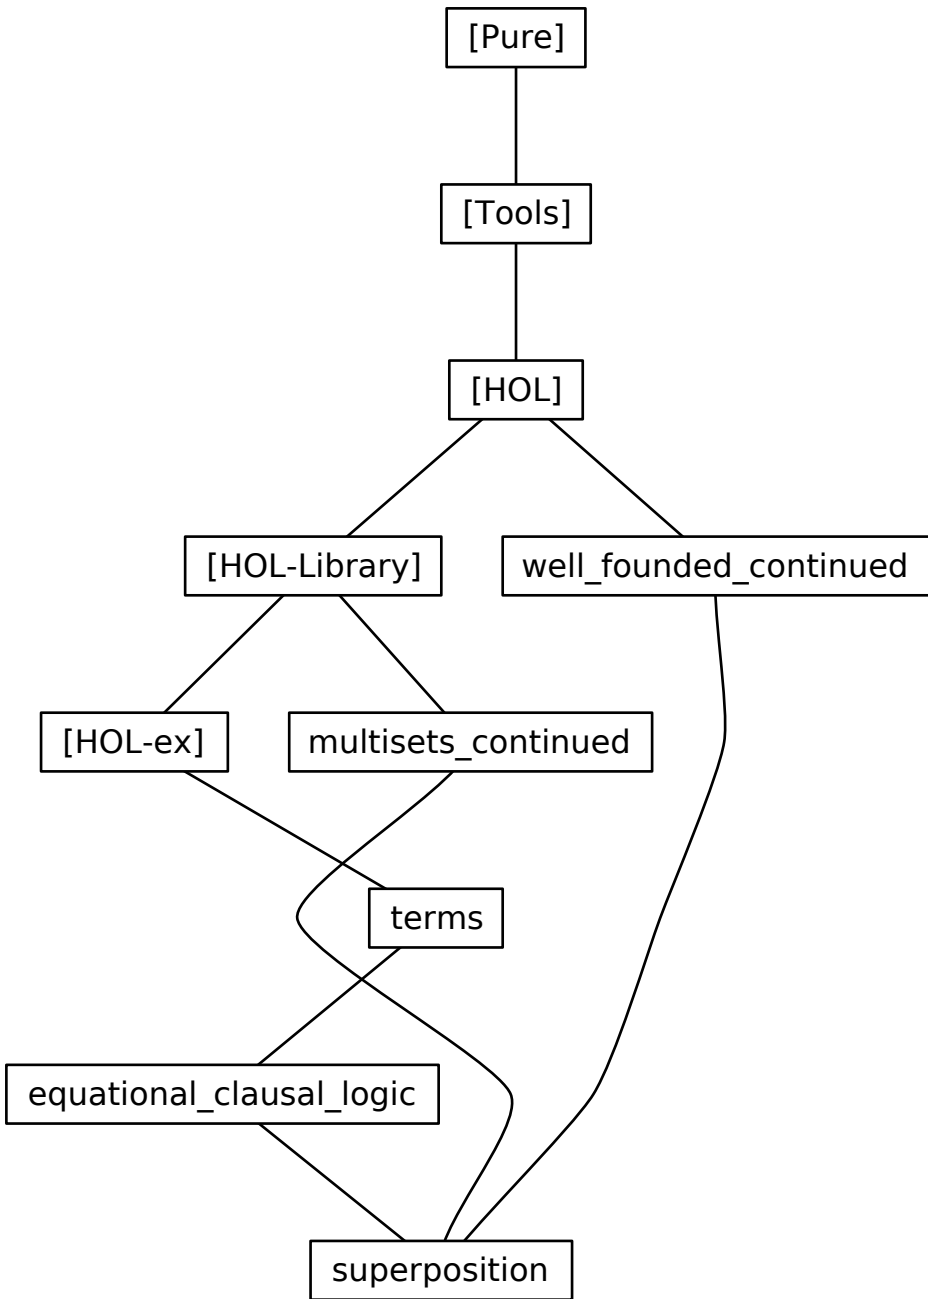 [Pure]
[Tools]
[HOL]
[HOL-Library]
well_founded_continued
[HOL-ex]
multisets_continued
terms
equational_clausal_logic
superposition